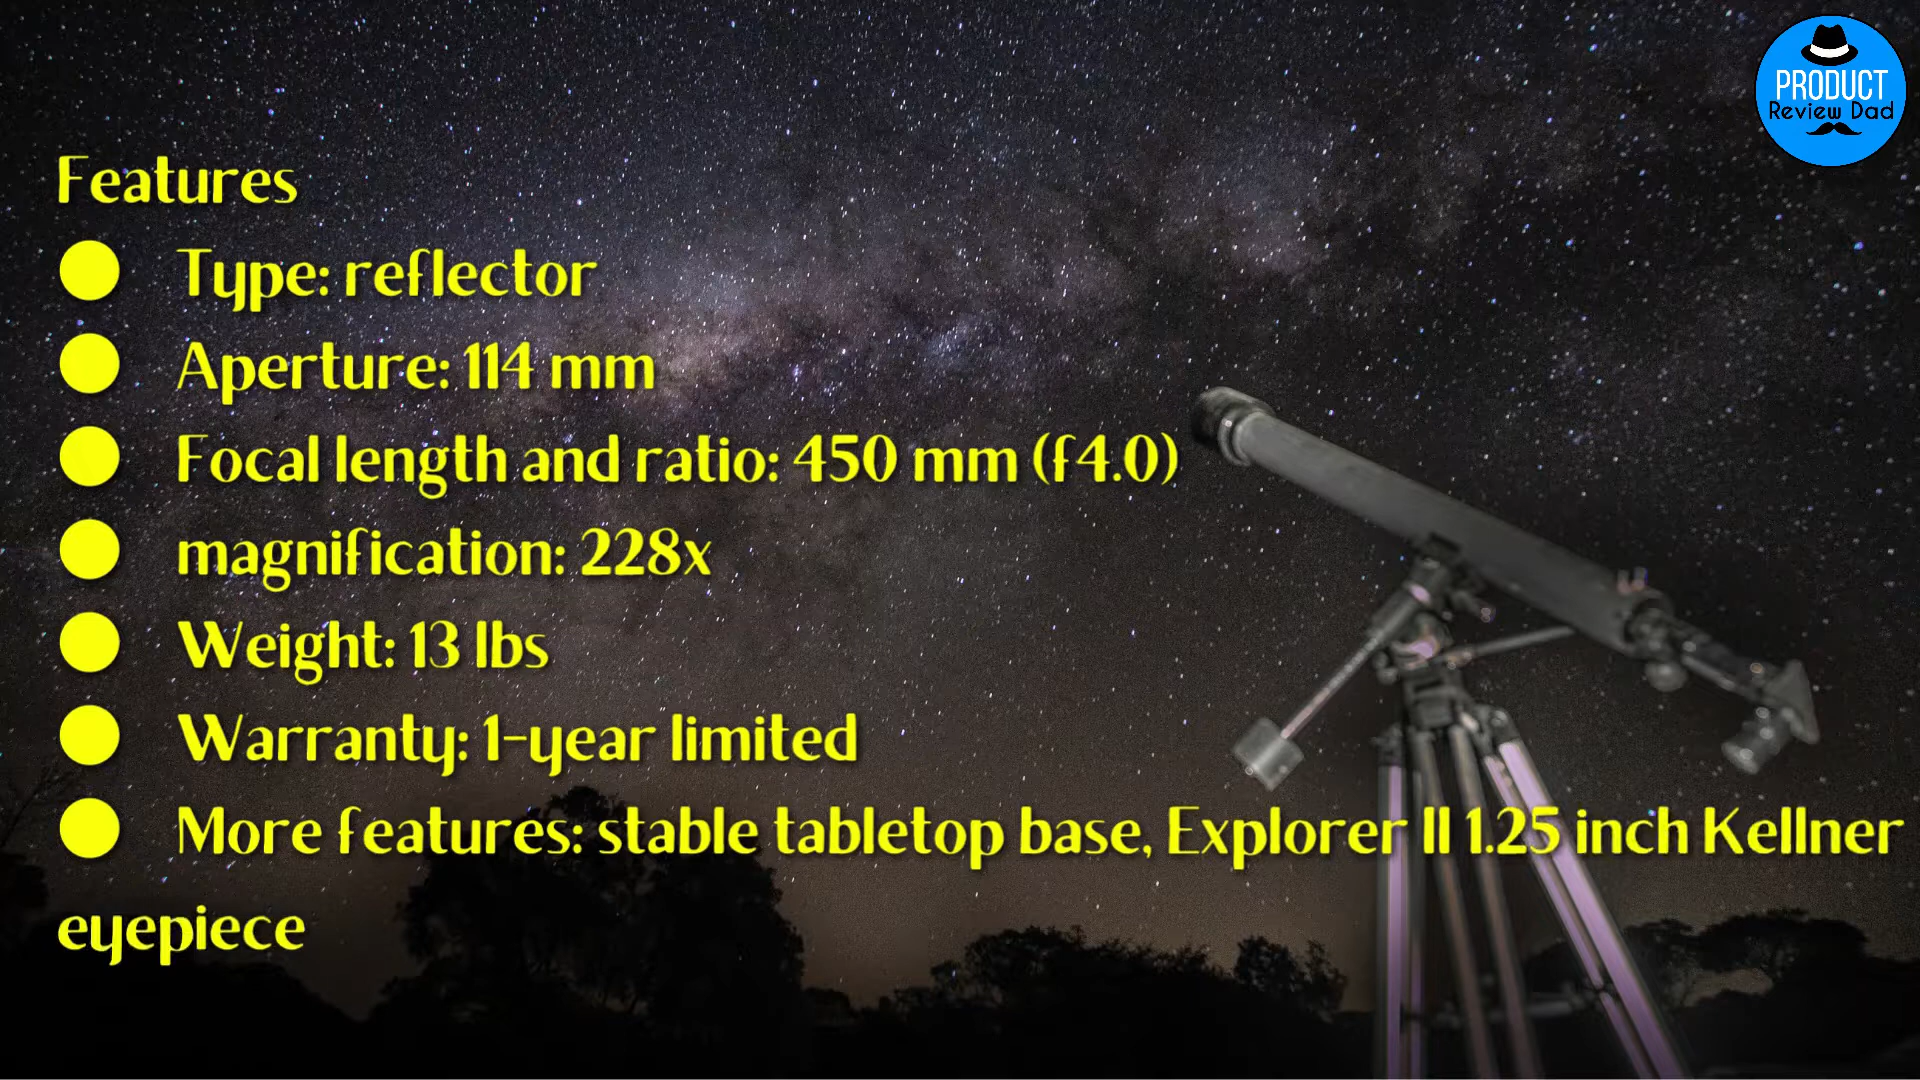 PRODUCT
Review Dad
Features
Type: reflector
Aperture: 114 mm
Focal length and ratio: 450 mm (f4.0)
magnification: 228x
Weight: 13 lbs
Warranty: 1-year limited
More features: stable tabletop base, Explorer II 1.25 inch Kellner
eyepiece